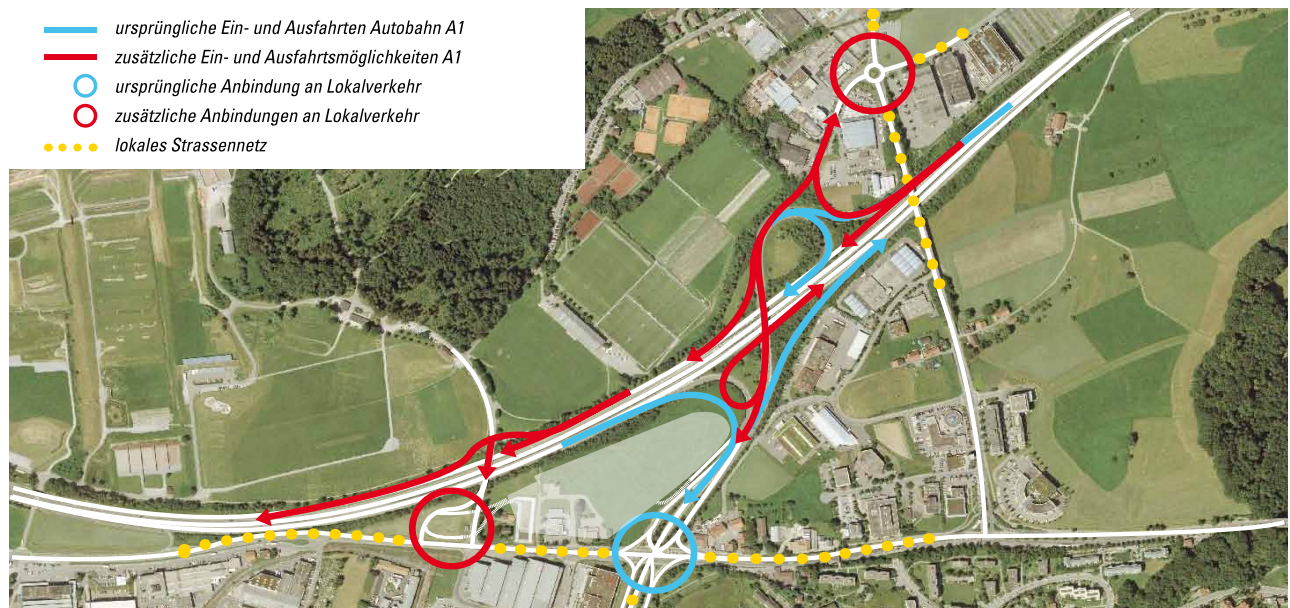 ursprüngliche Ein- und Ausfahrten Autobahn A1
zusätzliche Ein- und Ausfahrtsmöglichkeiten A1
ursprüngliche Anbindung an Lokalverkehr
zusätzliche Anbindungen an Lokalverkehr
lokales Strassennetz